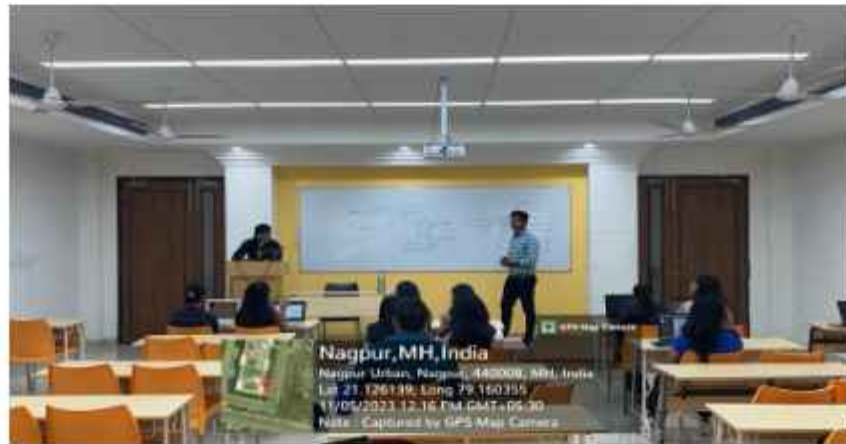 GPS Map Camera
Nagpur,MH,India
Nagpur Urban, Nagpur, 440008, MH, India
Lat 21.126139, Long 79.160355
11/05/2023 12:16 PM GMT+05:30
Note : Captured by GPS Map Camera